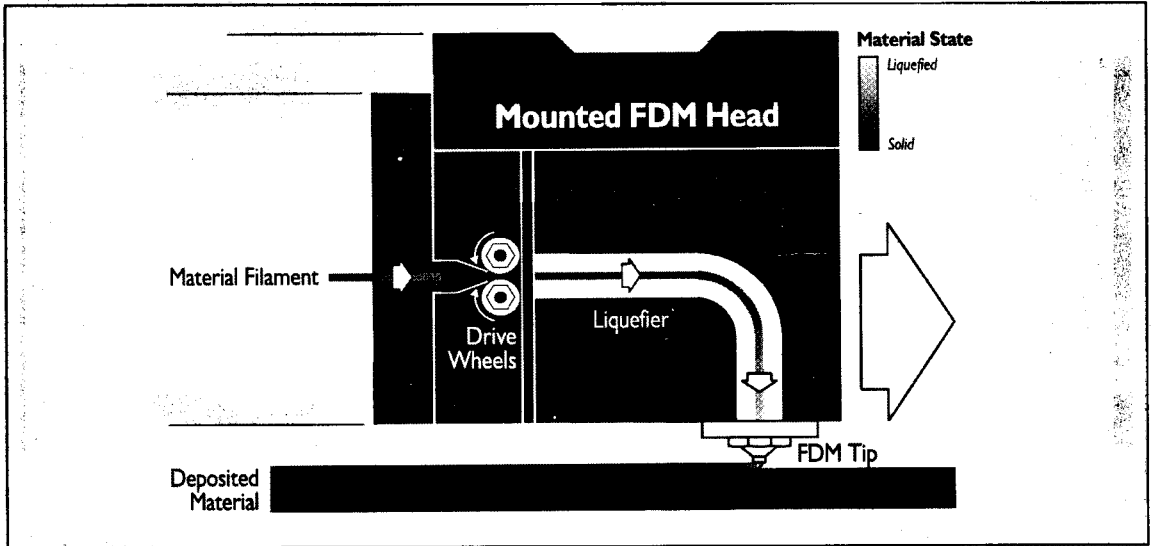 Material State
Liquefied
Mounted FDM Head
Solid
Material Filament
Liquefier
Drive
Wheels
FDM Tip
Deposited
Material